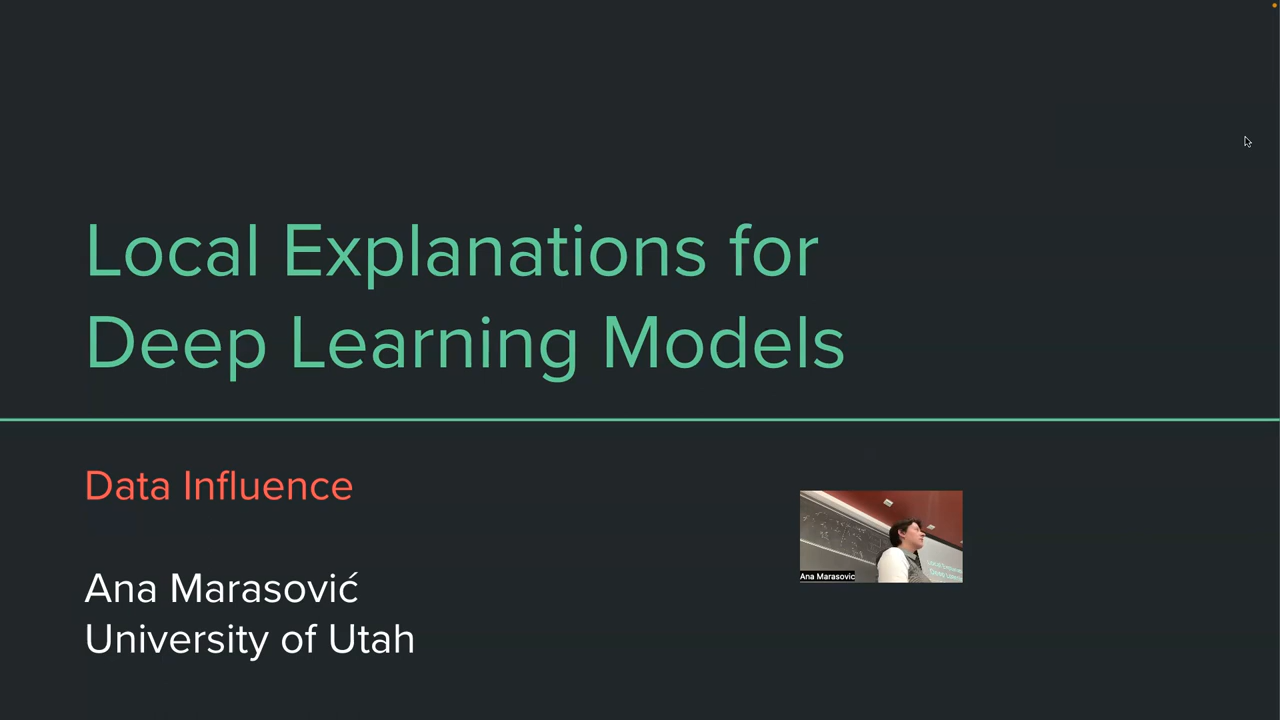 Local Explanations for
Deep Learning Models
Data Influence
Ana Marasović
University of Utah
Ana Marasovic